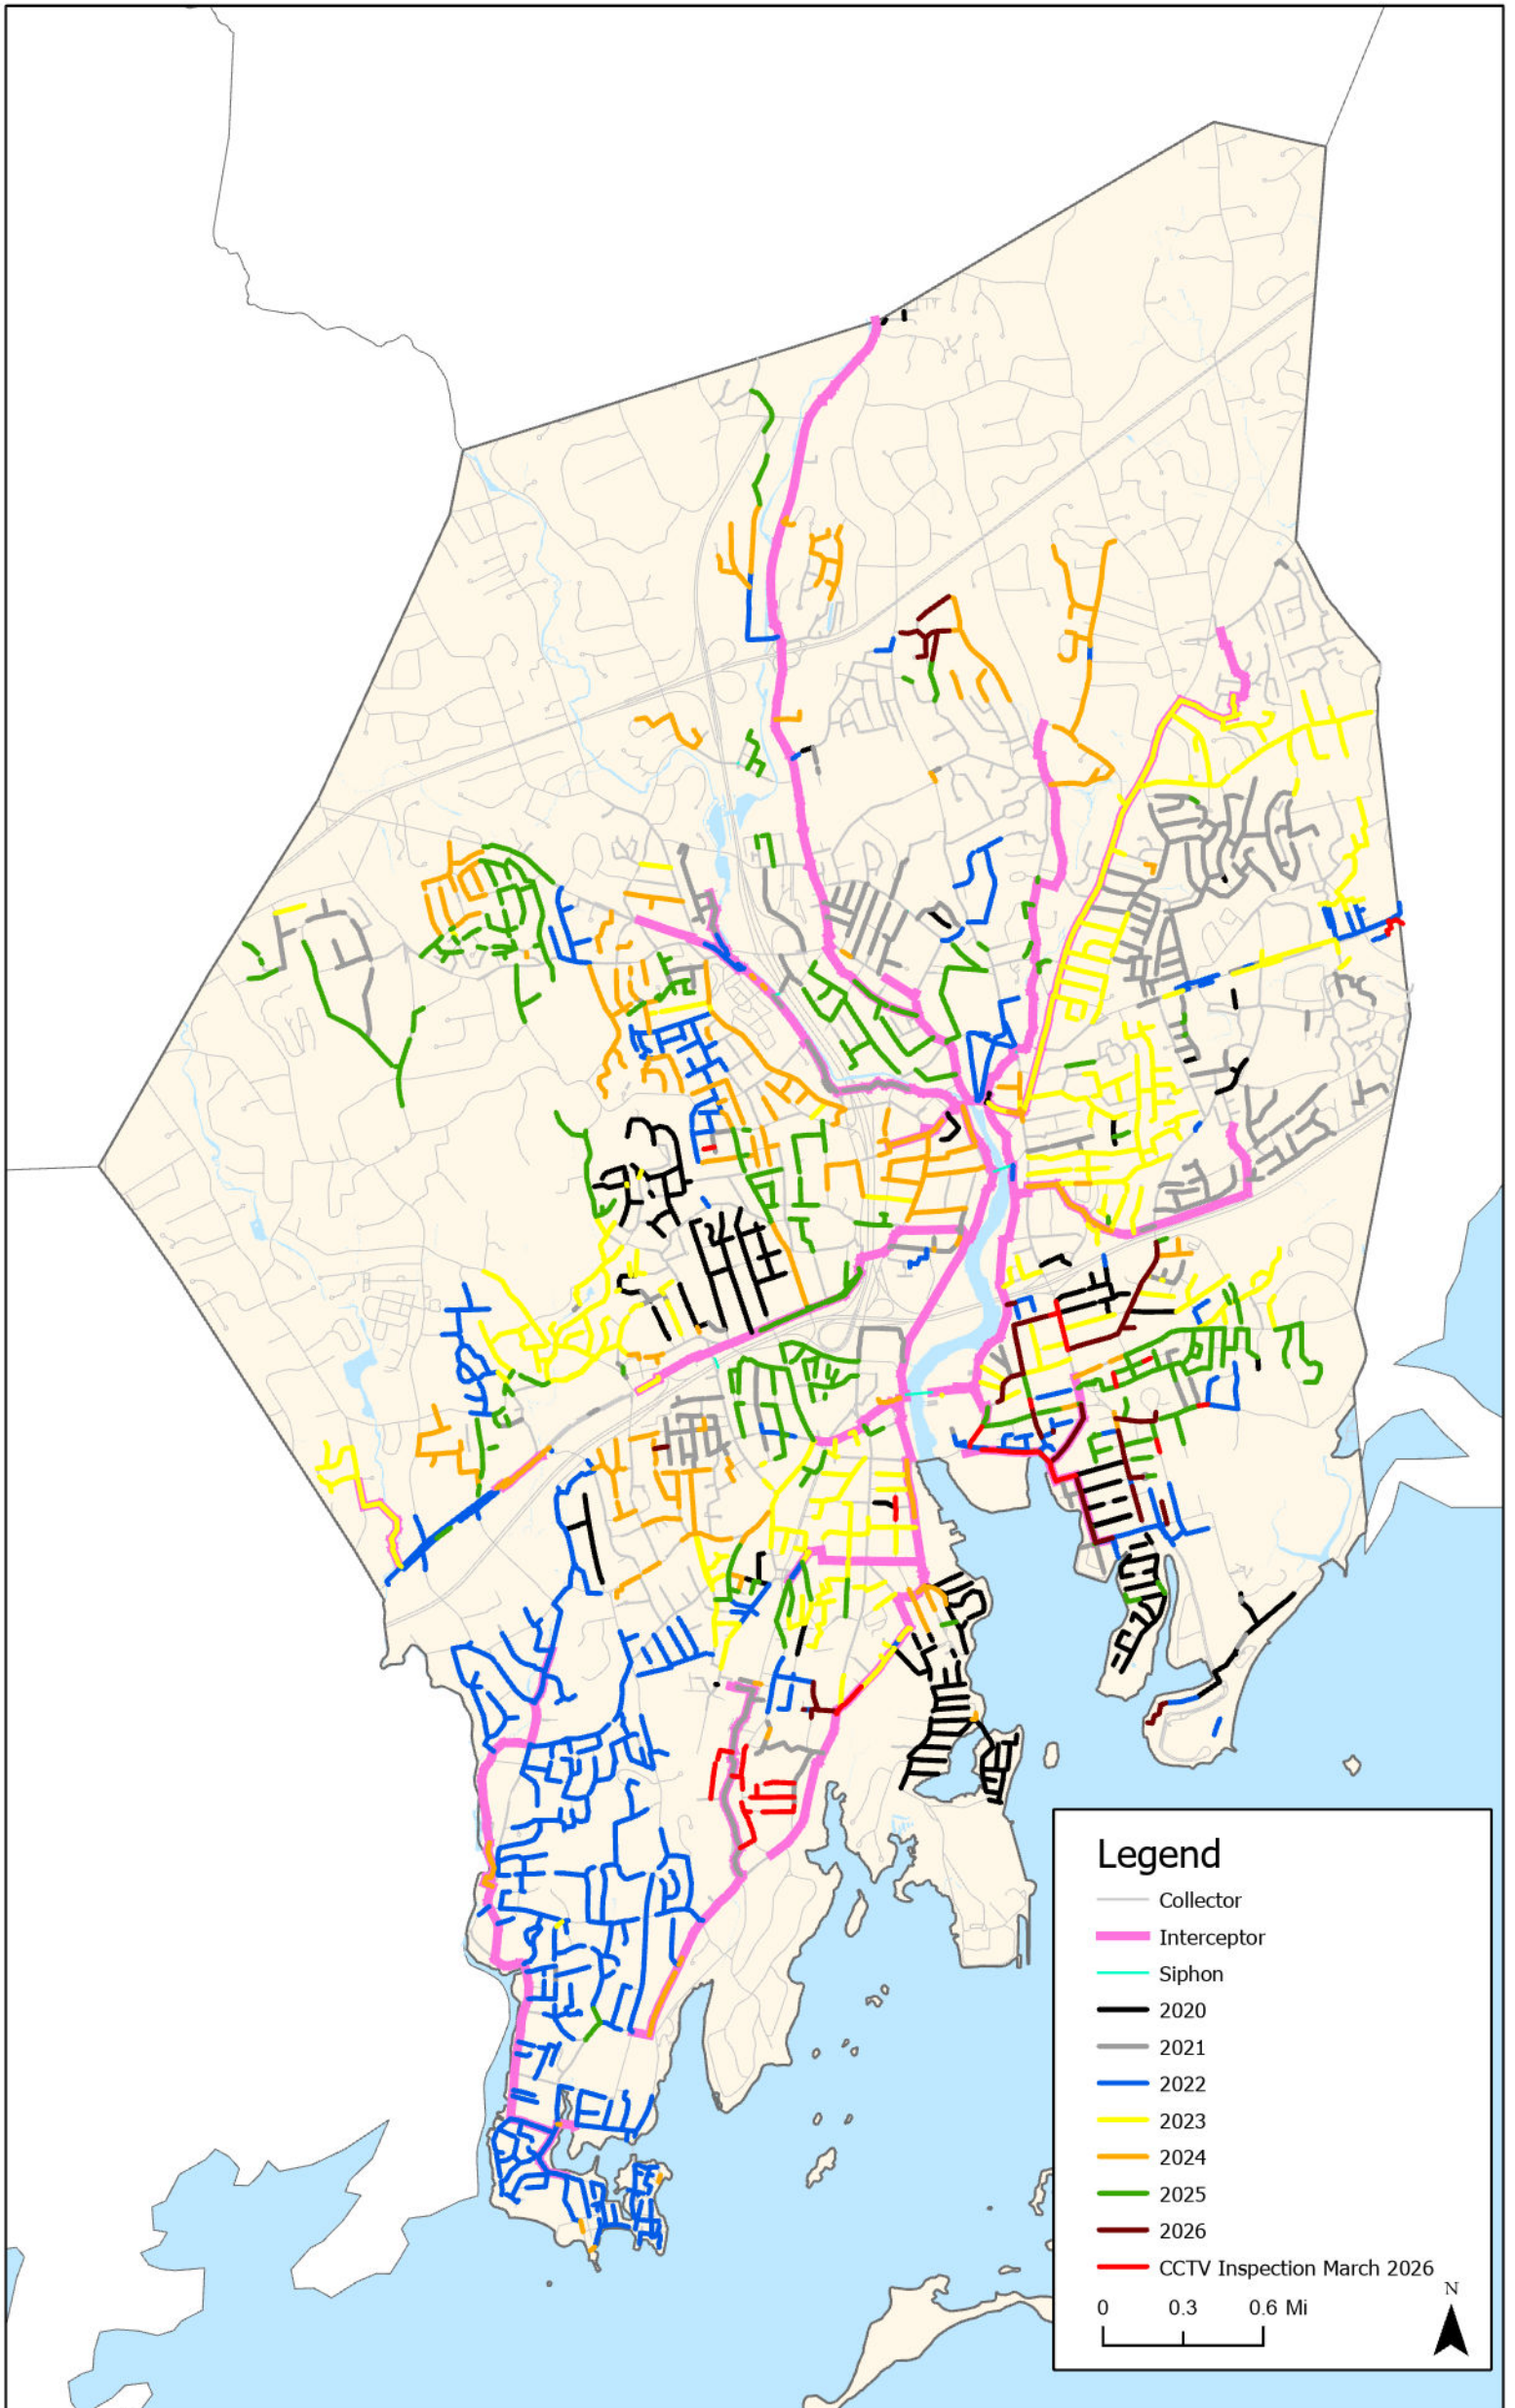 Legend
Collector
Interceptor
Siphon
2020
2021
2022
2023
2024
2025
2026
CCTV Inspection March 2026
0 0.3 0.6 Mi
N